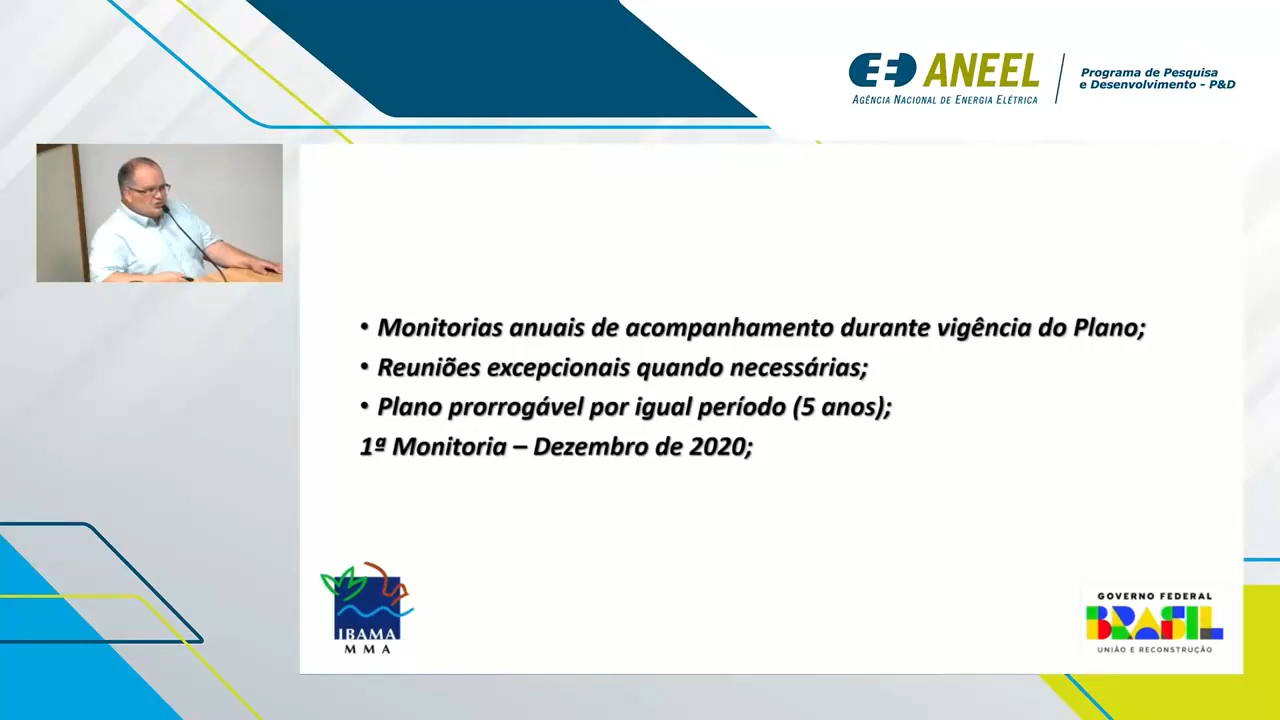 ANEEL
AGÊNCIA NACIONAL DE ENERGIA ELÉTRICA
Programa de Pesquisa
e Desenvolvimento - P&D
• Monitorias anuais de acompanhamento durante vigência do Plano;
• Reuniões excepcionais quando necessárias;
• Plano prorrogável por igual período (5 anos);
1ª Monitoria – Dezembro de 2020;
IBAMA
MMA
GOVERNO FEDERAL
BRASIL
UNIÃO E RECONSTRUÇÃO